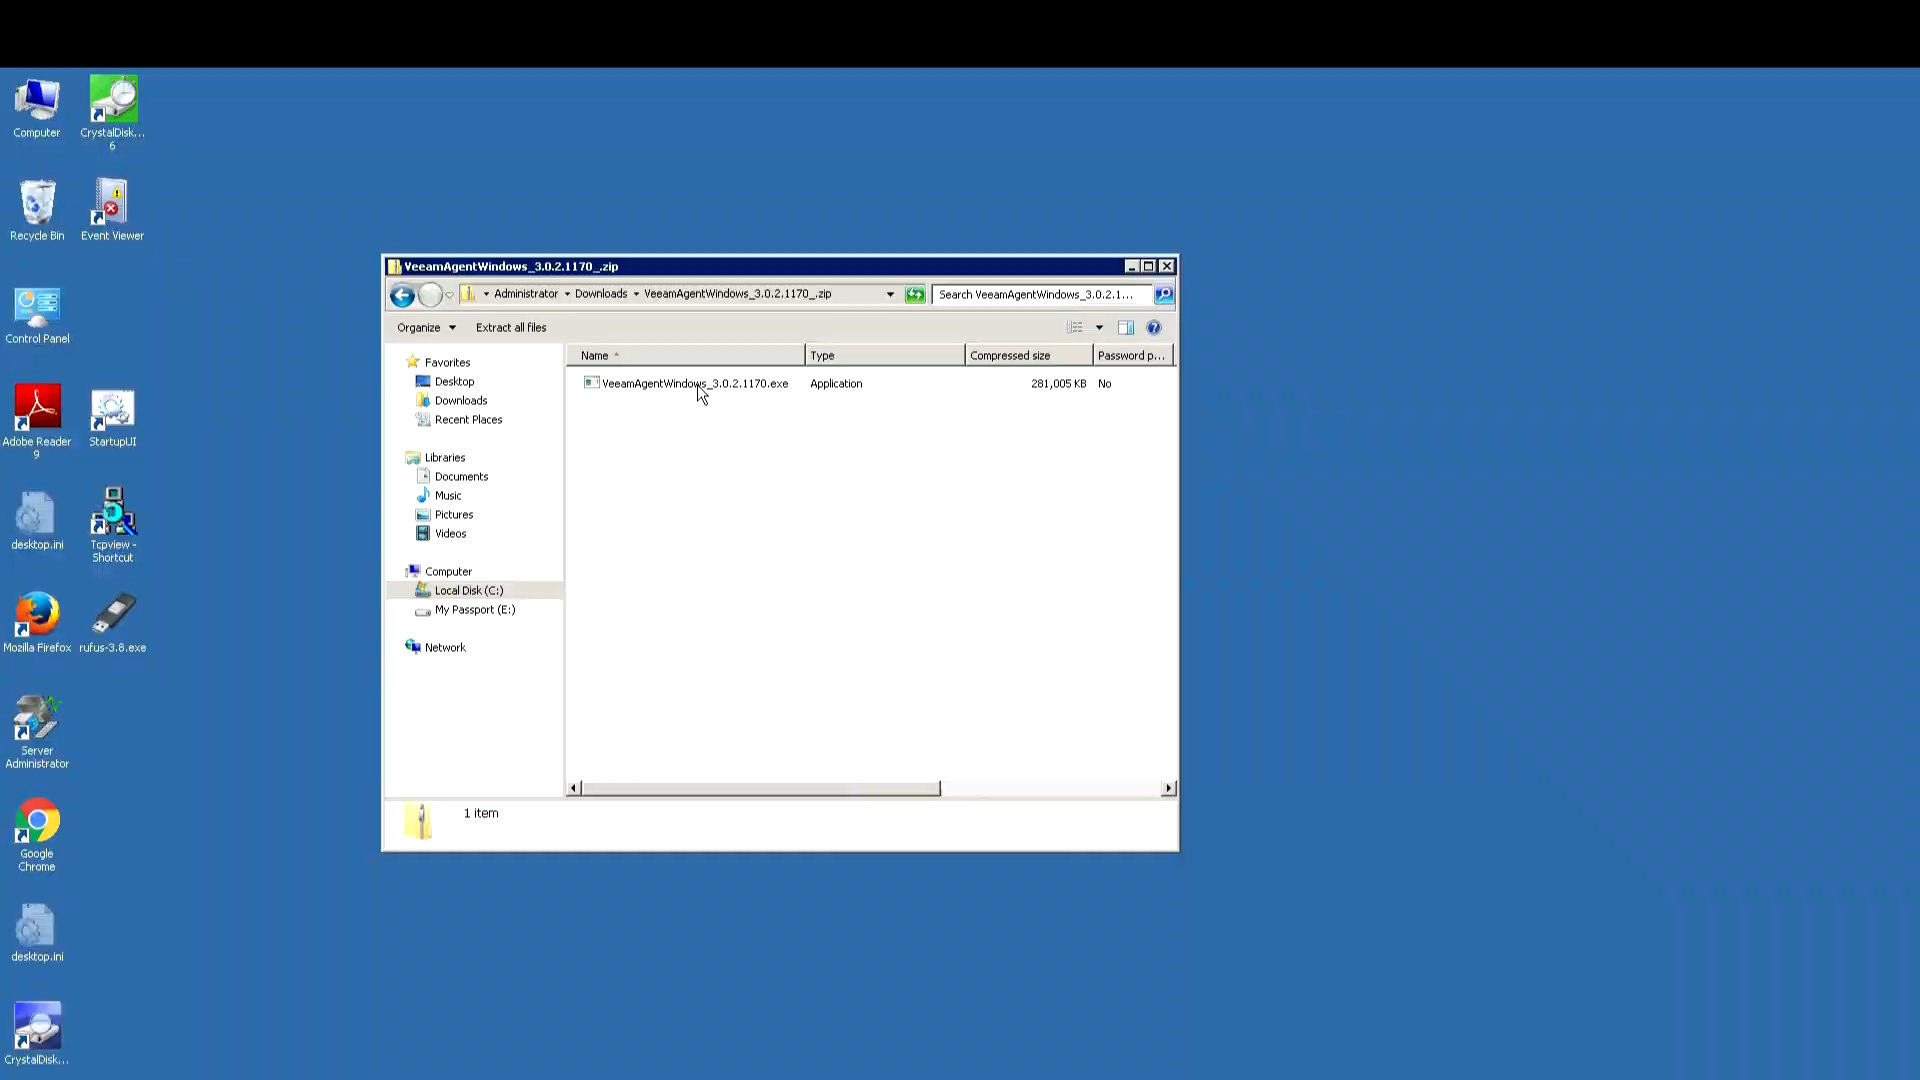 Computer
CrystalDisk...
6
Recycle Bin
Event Viewer
Control Panel
Adobe Reader
9
StartupUI
desktop.ini
Tcpview -
Shortcut
Mozilla Firefox
rufus-3.8.exe
Server
Administrator
Google
Chrome
desktop.ini
CrystalDisk...
VeeamAgentWindows_3.0.2.1170_.zip
Administrator Downloads VeeamAgentWindows_3.0.2.1170_.zip
Search VeeamAgentWindows_3.0.2.1...
Organize Extract all files
Favorites
Desktop
Downloads
Recent Places
Libraries
Documents
Music
Pictures
Videos
Computer
Local Disk (C:)
My Passport (E:)
Network
Name Type Compressed size Password p...
VeeamAgentWindows_3.0.2.1170.exe Application 281,005 KB No
1 item